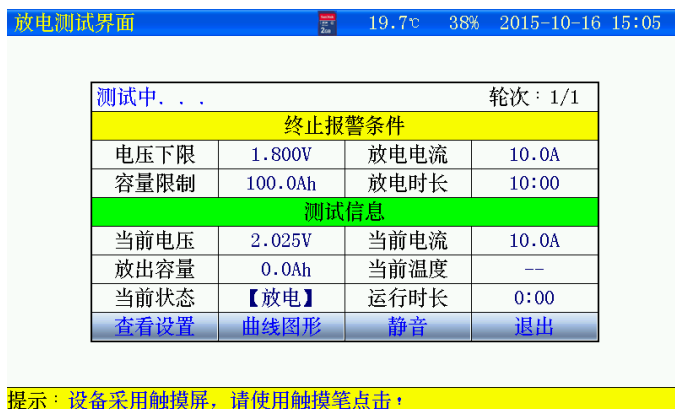 放电测试界面 19.7℃ 38% 2015-10-16 15:05
测试中... 轮次:1/1
终止报警条件
电压下限 1.800V 放电电流 10.0A
容量限制 100.0Ah 放电时长 10:00
测试信息
当前电压 2.025V 当前电流 10.0A
放出容量 0.0Ah 当前温度 --
当前状态 【放电】 运行时长 0:00
查看设置 曲线图形 静音 退出
提示:设备采用触摸屏,请使用触摸笔点击!